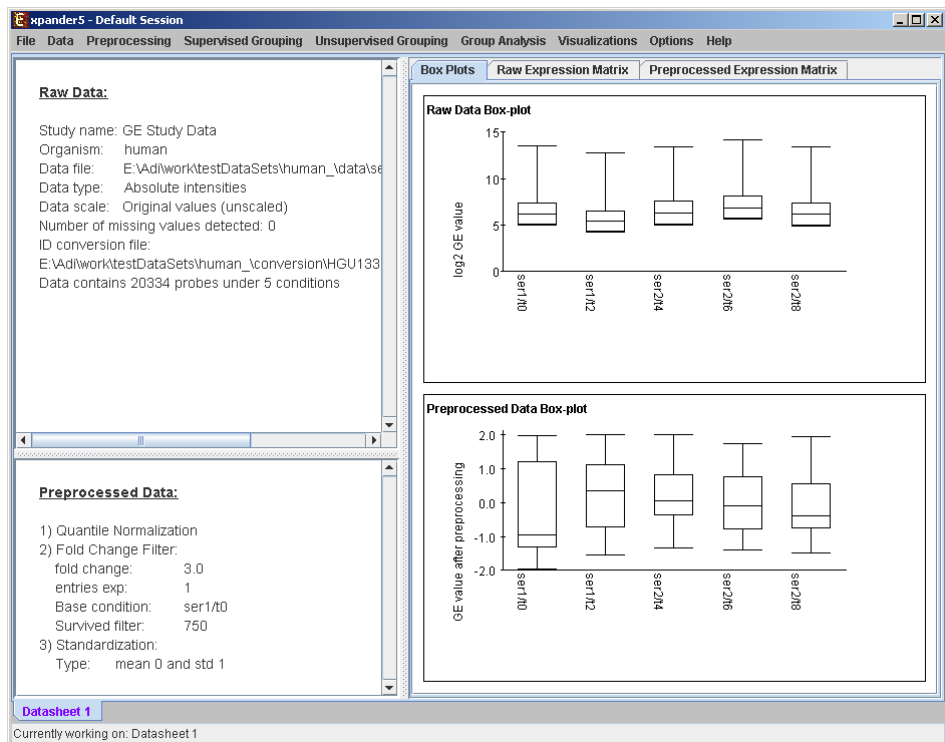 xpander5 - Default Session
File Data Preprocessing Supervised Grouping Unsupervised Grouping Group Analysis Visualizations Options Help
Raw Data:
Study name: GE Study Data
Organism: human
Data file: E:\Adi\work\testDataSets\human_\data\se
Data type: Absolute intensities
Data scale: Original values (unscaled)
Number of missing values detected: 0
ID conversion file:
E:\Adi\work\testDataSets\human_\conversion\HGU133
Data contains 20334 probes under 5 conditions
Preprocessed Data:
1) Quantile Normalization
2) Fold Change Filter:
fold change: 3.0
entries exp: 1
Base condition: ser1/t0
Survived filter: 750
3) Standardization:
Type: mean 0 and std 1
Box Plots Raw Expression Matrix Preprocessed Expression Matrix
Raw Data Box-plot
log2 GE value
15
10
5
0
ser1/t0 ser1/t2 ser2/t4 ser2/t6 ser2/t8
Preprocessed Data Box-plot
GE value after preprocessing
2.0
1.0
0.0
-1.0
-2.0
ser1/t0 ser1/t2 ser2/t4 ser2/t6 ser2/t8
Datasheet 1
Currently working on: Datasheet 1